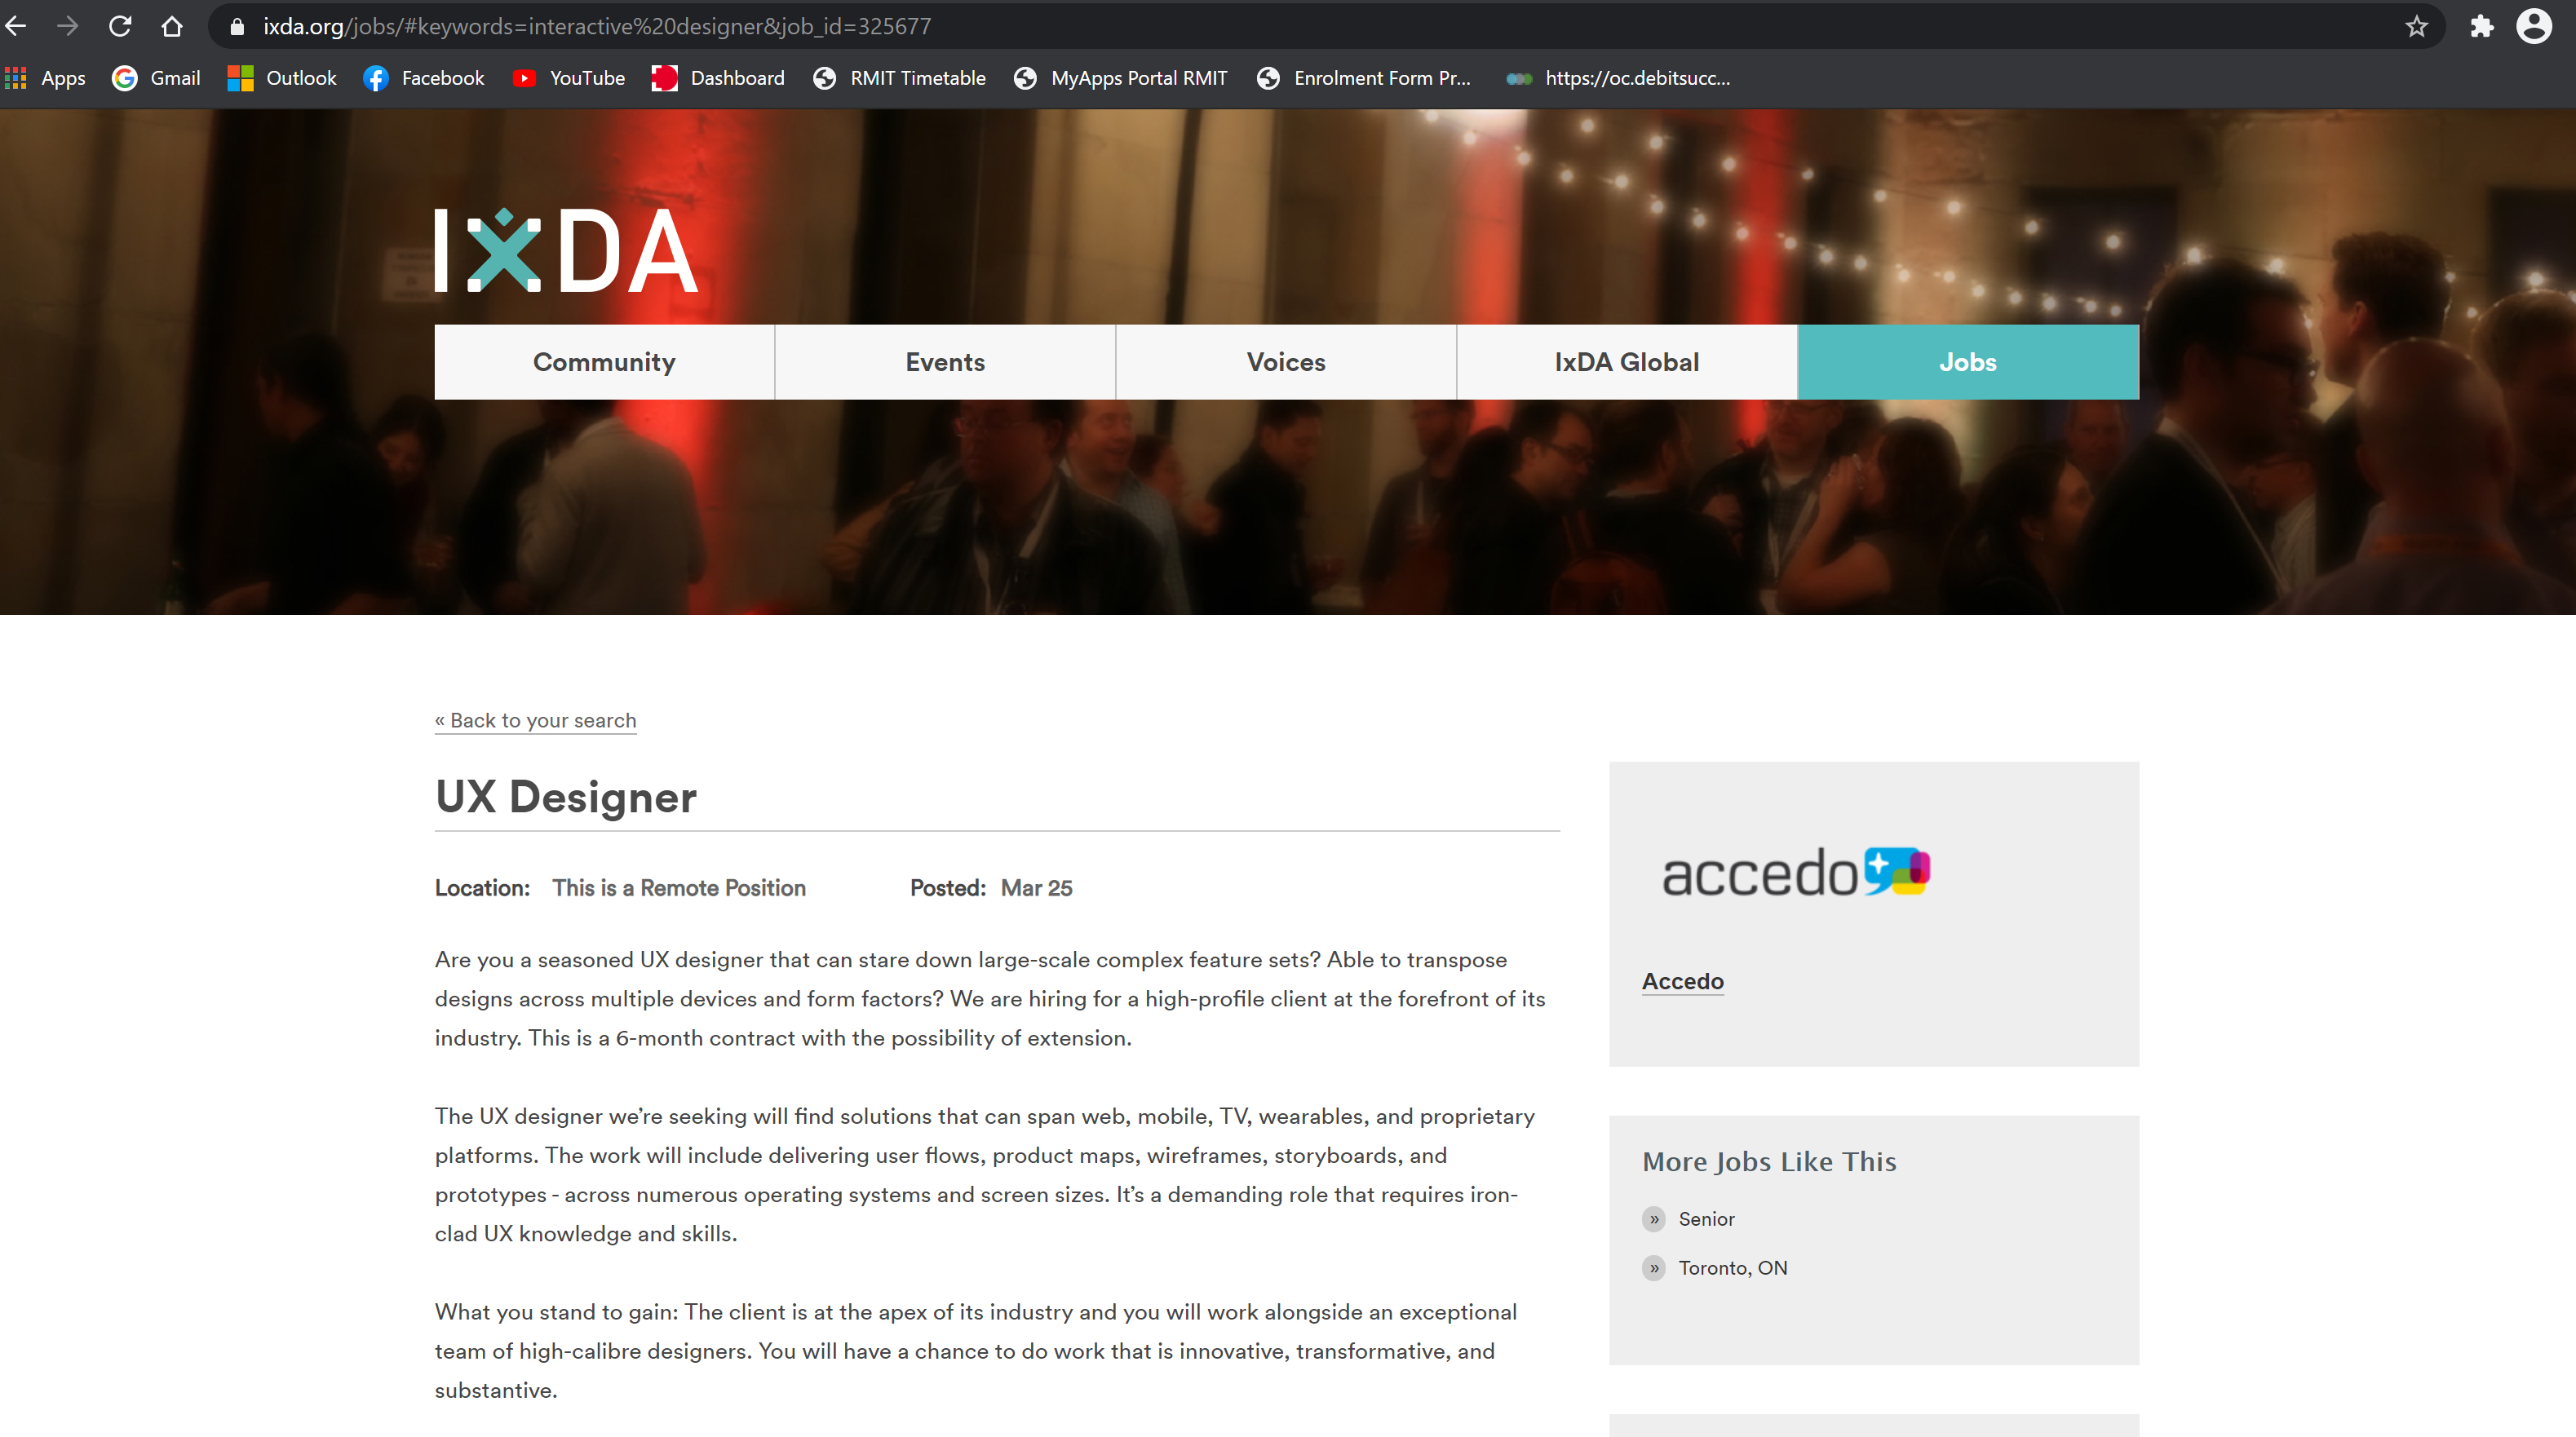 ixda.org/jobs/#keywords=interactive%20designer&job_id=325677
Apps Gmail Outlook Facebook YouTube Dashboard RMIT Timetable MyApps Portal RMIT Enrolment Form Pr... https://oc.debitsucc...
IXDA
Community Events Voices IxDA Global Jobs
« Back to your search
UX Designer
Location: This is a Remote Position Posted: Mar 25
Are you a seasoned UX designer that can stare down large-scale complex feature sets? Able to transpose
designs across multiple devices and form factors? We are hiring for a high-profile client at the forefront of its
industry. This is a 6-month contract with the possibility of extension.
The UX designer we’re seeking will find solutions that can span web, mobile, TV, wearables, and proprietary
platforms. The work will include delivering user flows, product maps, wireframes, storyboards, and
prototypes - across numerous operating systems and screen sizes. It’s a demanding role that requires iron-
clad UX knowledge and skills.
What you stand to gain: The client is at the apex of its industry and you will work alongside an exceptional
team of high-calibre designers. You will have a chance to do work that is innovative, transformative, and
substantive.
accedo
Accedo
More Jobs Like This
» Senior
» Toronto, ON